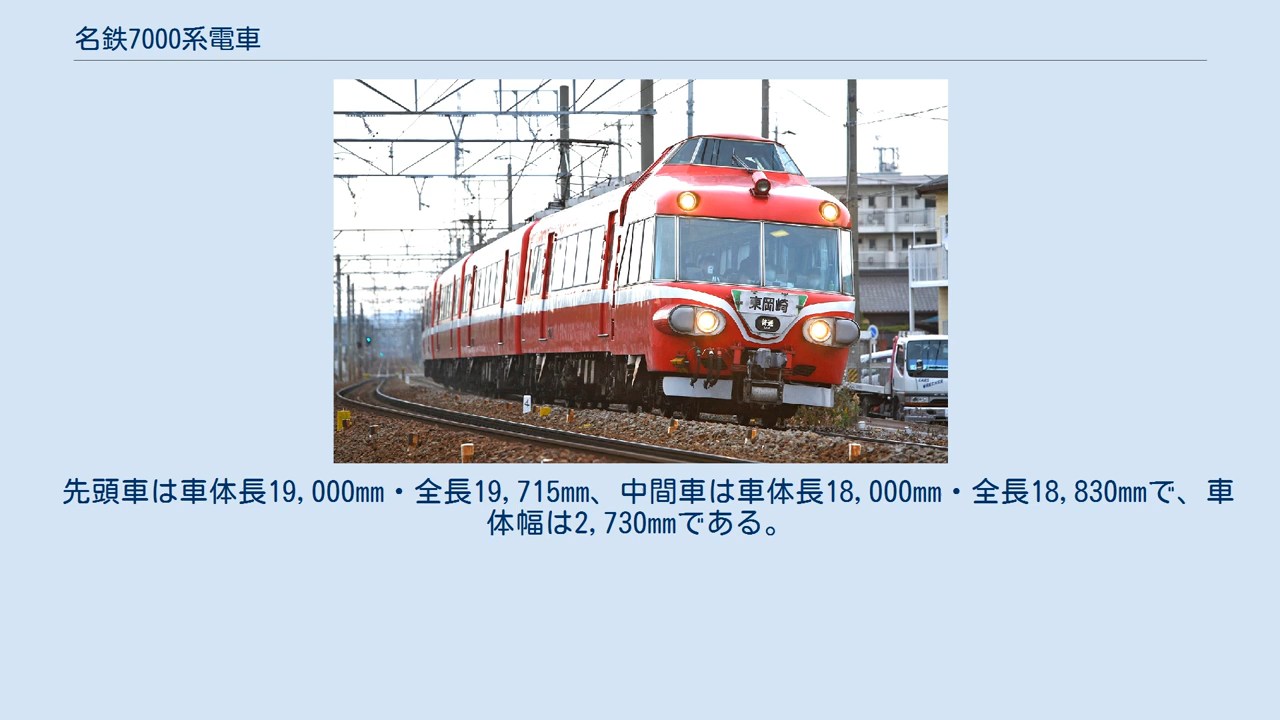 名鉄7000系電車
東岡崎
4
先頭車は車体長19,000mm・全長19,715mm、中間車は車体長18,000mm・全長18,830mmで、車
体幅は2,730mmである。